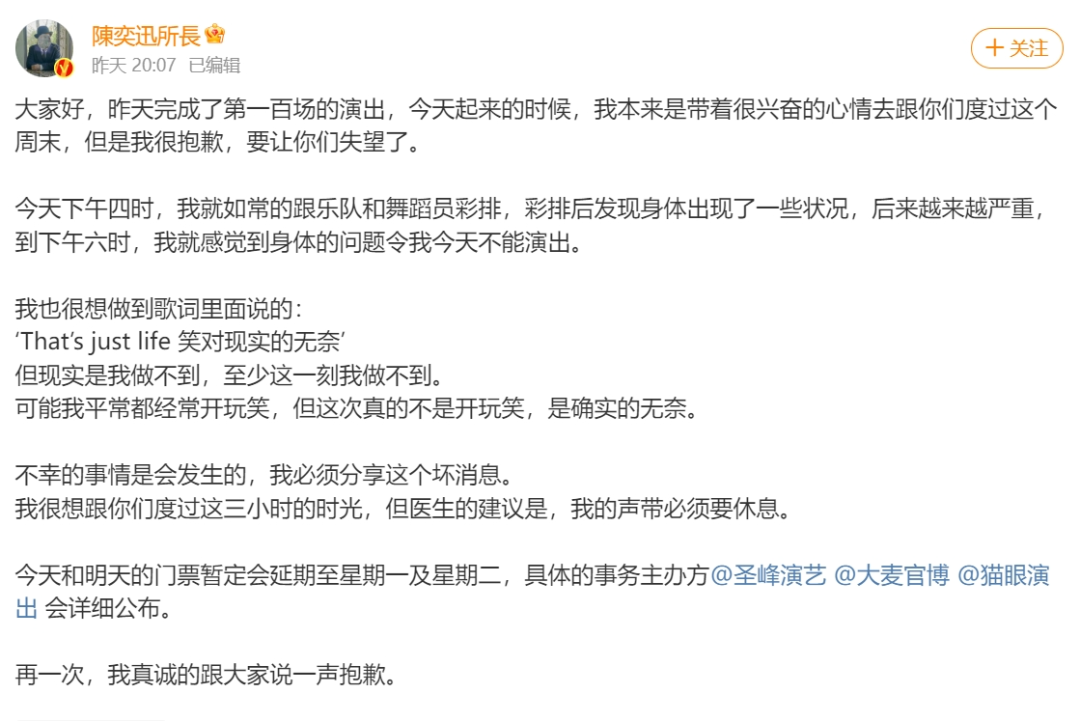 陳奕迅所長
昨天 20:07 已编辑
+ 关注
大家好，昨天完成了第一百场的演出，今天起来的时候，我本来是带着很兴奋的心情去跟你们度过这个
周末，但是我很抱歉，要让你们失望了。
今天下午四时，我就如常的跟乐队和舞蹈员彩排，彩排后发现身体出现了一些状况，后来越来越严重，
到下午六时，我就感觉到身体的问题令我今天不能演出。
我也很想做到歌词里面说的：
‘That’s just life 笑对现实的无奈’
但现实是我做不到，至少这一刻我做不到。
可能我平常都经常开玩笑，但这次真的不是开玩笑，是确实的无奈。
不幸的事情是会发生的，我必须分享这个坏消息。
我很想跟你们度过这三小时的时光，但医生的建议是，我的声带必须要休息。
今天和明天的门票暂定会延期至星期一及星期二，具体的事务主办方@圣峰演艺 @大麦官博 @猫眼演
出 会详细公布。
再一次，我真诚的跟大家说一声抱歉。